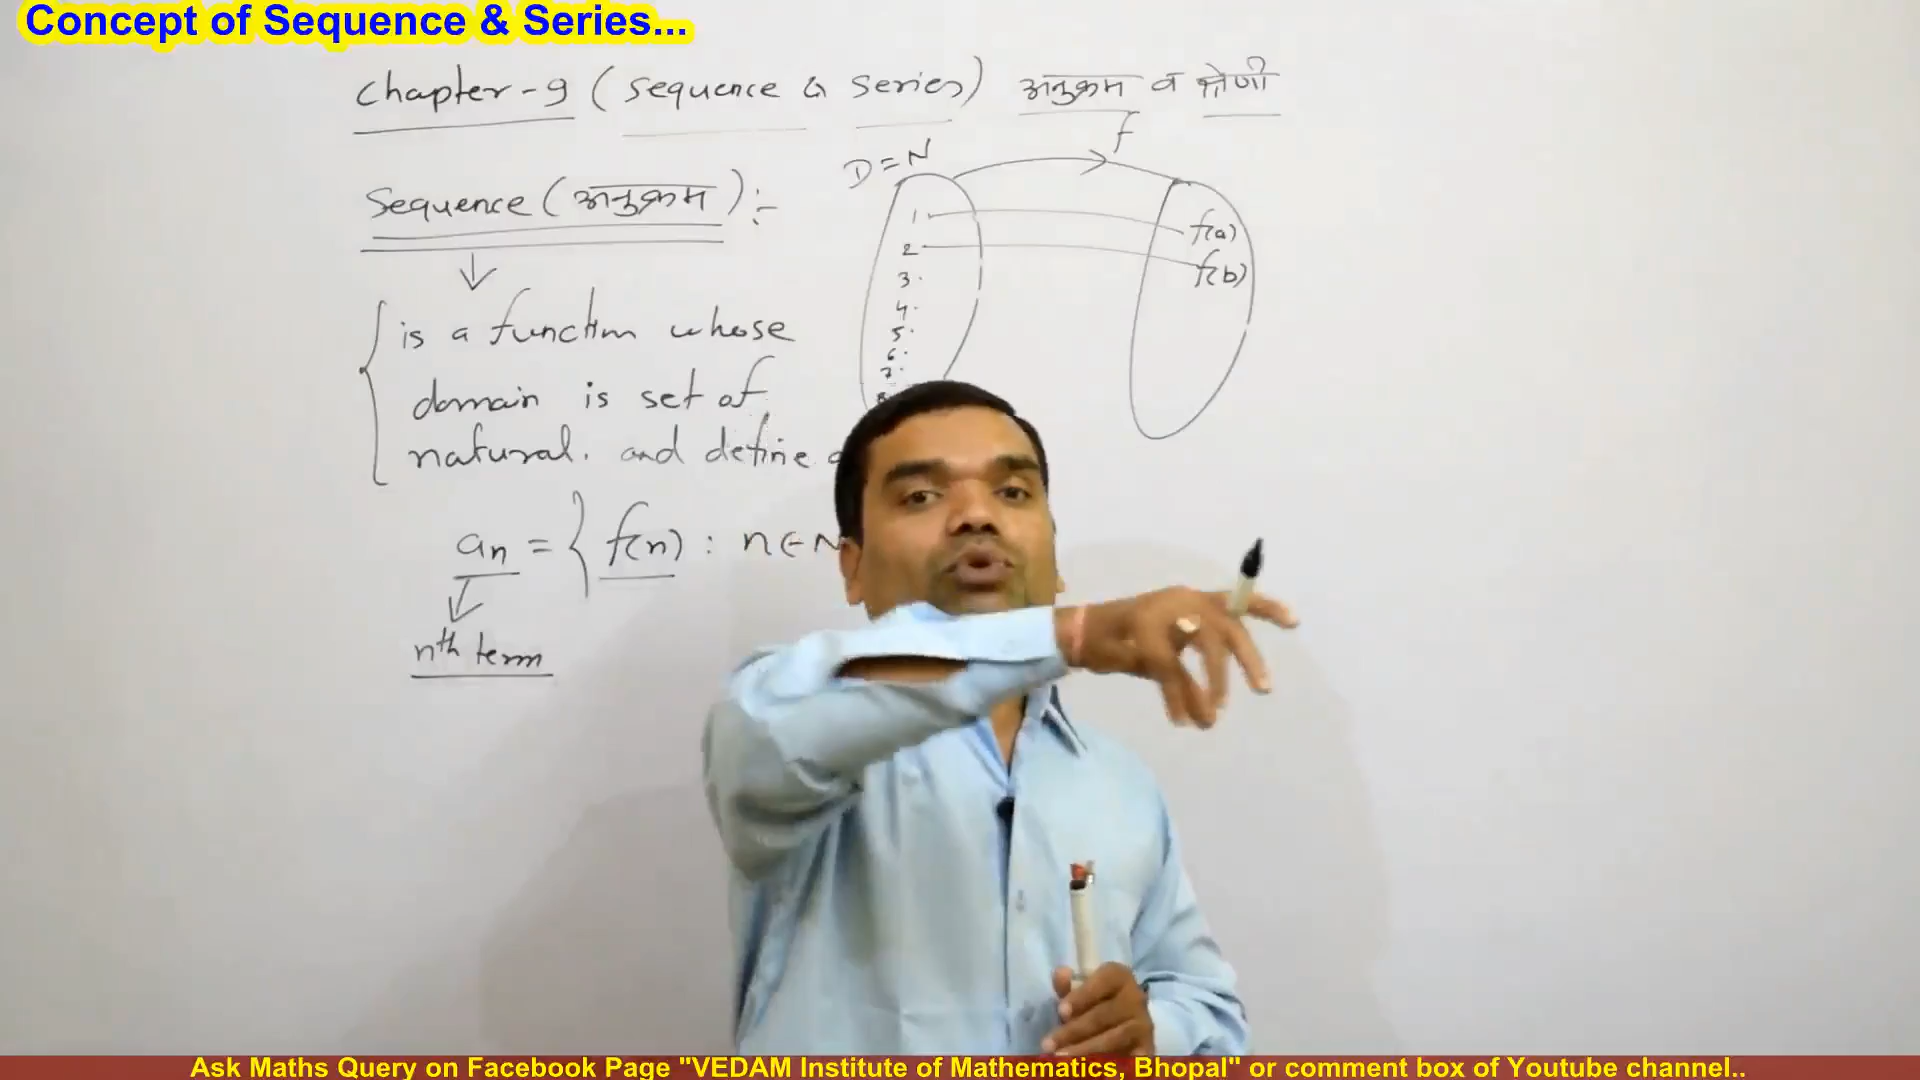 Concept of Sequence & Series...
Chapter-9 (Sequence & Series) अनुक्रम व श्रेणी
Sequence (अनुक्रम) :-
D = N
f
1
2
3
4
5
6
7
8
f(a)
f(b)
is a function whose
domain is set of
natural. and define
an = { f(n) : n ∈ N
nth term
Ask Maths Query on Facebook Page "VEDAM Institute of Mathematics, Bhopal" or comment box of Youtube channel..